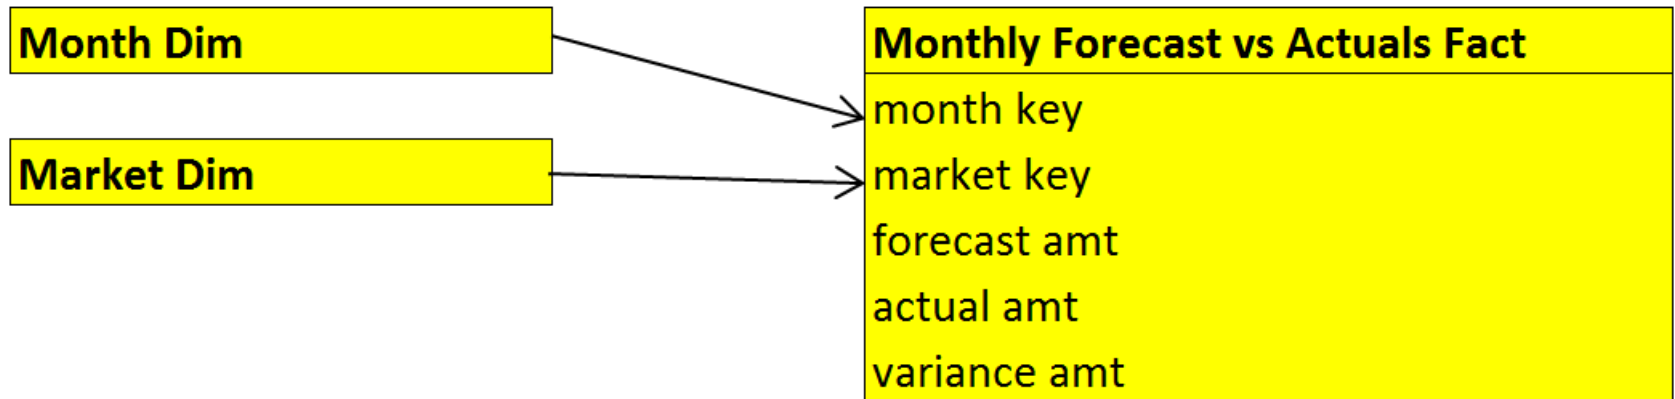 Month Dim
Market Dim
Monthly Forecast vs Actuals Fact
month key
market key
forecast amt
actual amt
variance amt